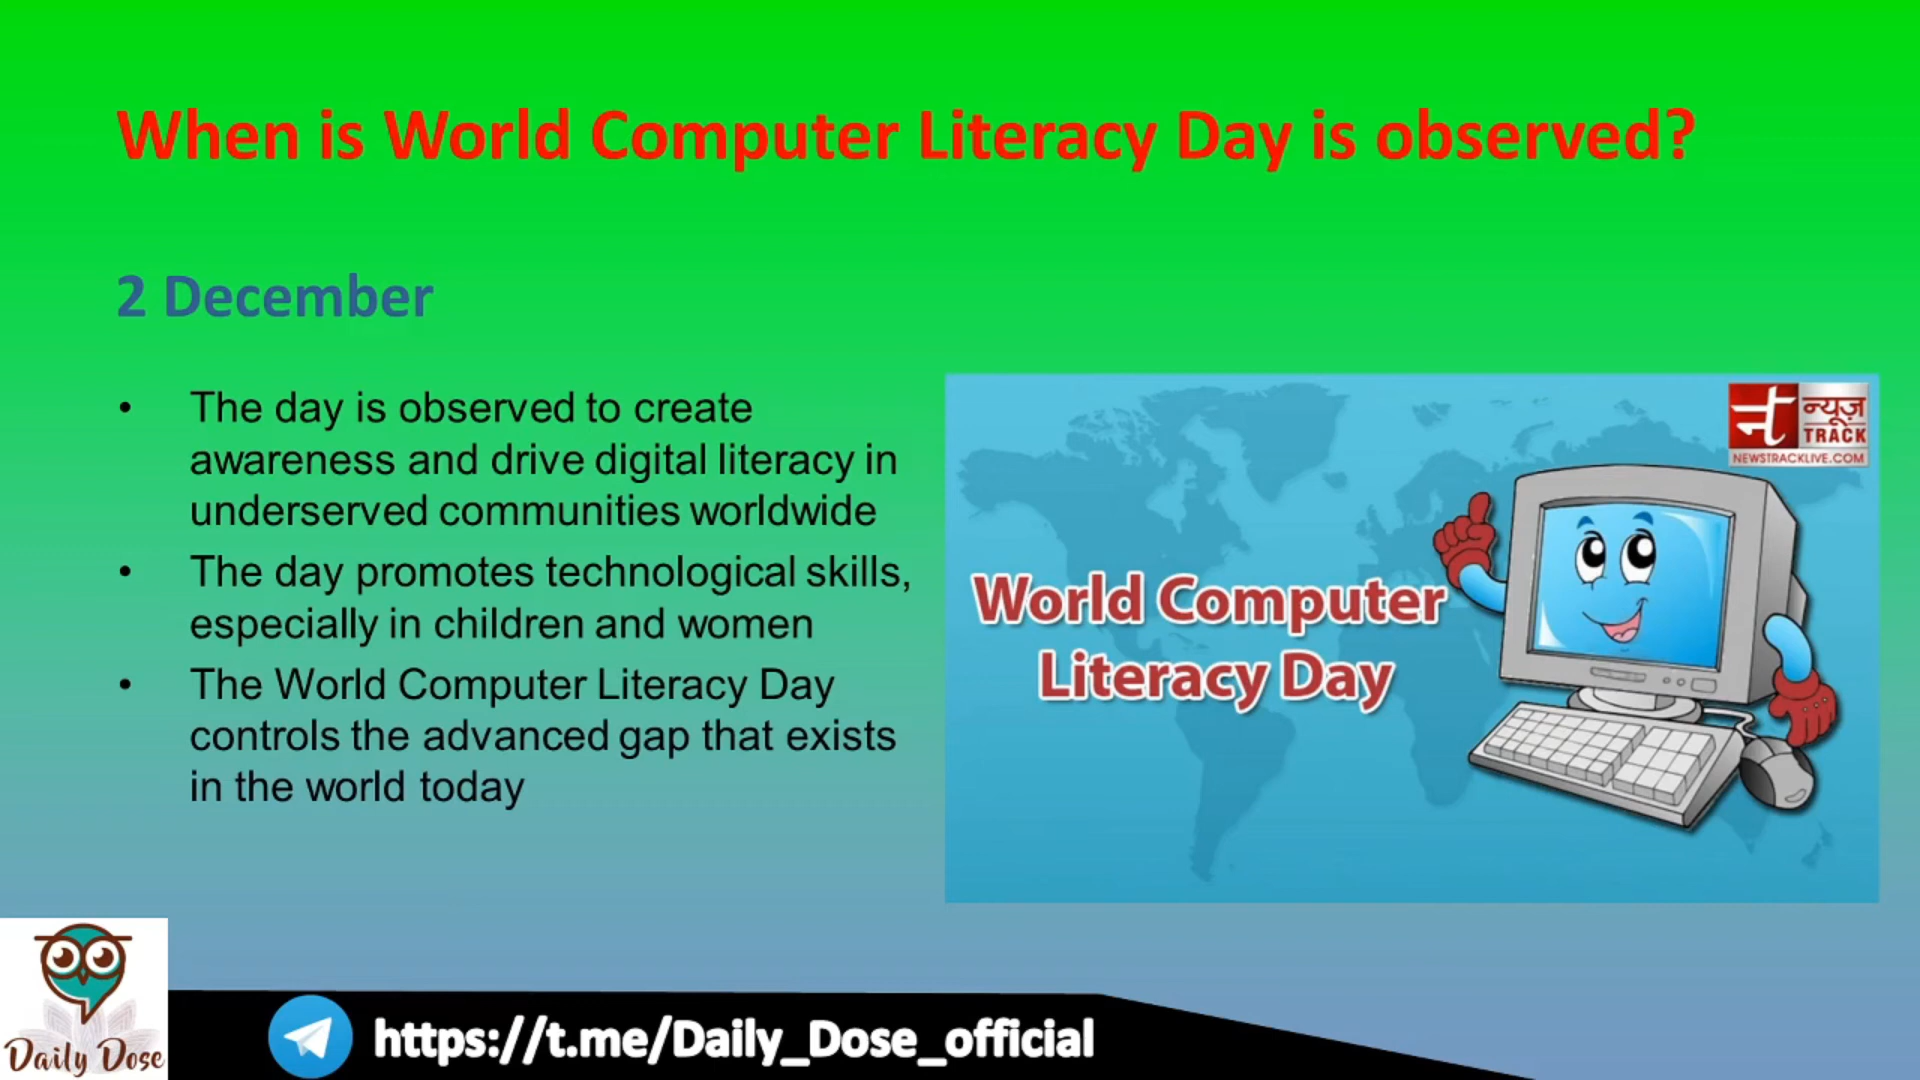 When is World Computer Literacy Day is observed?
2 December
• The day is observed to create
awareness and drive digital literacy in
underserved communities worldwide
• The day promotes technological skills,
especially in children and women
• The World Computer Literacy Day
controls the advanced gap that exists
in the world today
न्यूज़
TRACK
NEWSTRACKLIVE.COM
World Computer
Literacy Day
Daily Dose
https://t.me/Daily_Dose_official